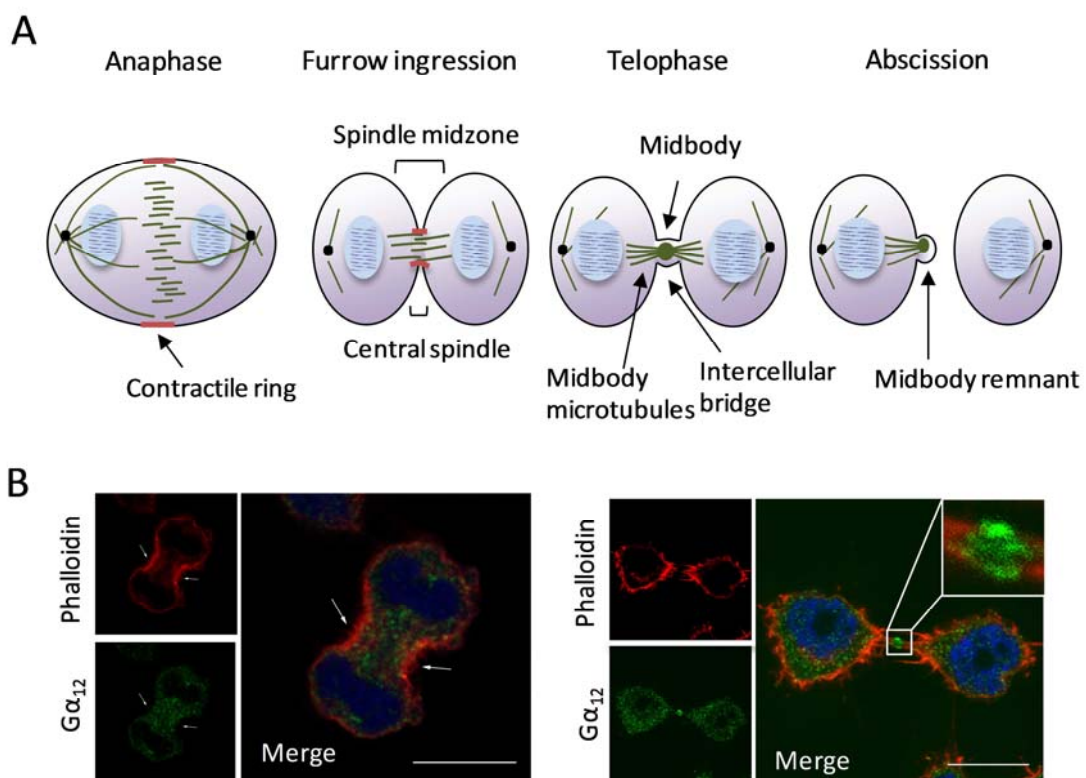 A
Anaphase
Furrow ingression
Telophase
Abscission
Spindle midzone
Midbody
Central spindle
Contractile ring
Midbody
microtubules
Intercellular
bridge
Midbody remnant
B
Phalloidin
Gα₁₂
Merge
Phalloidin
Gα₁₂
Merge